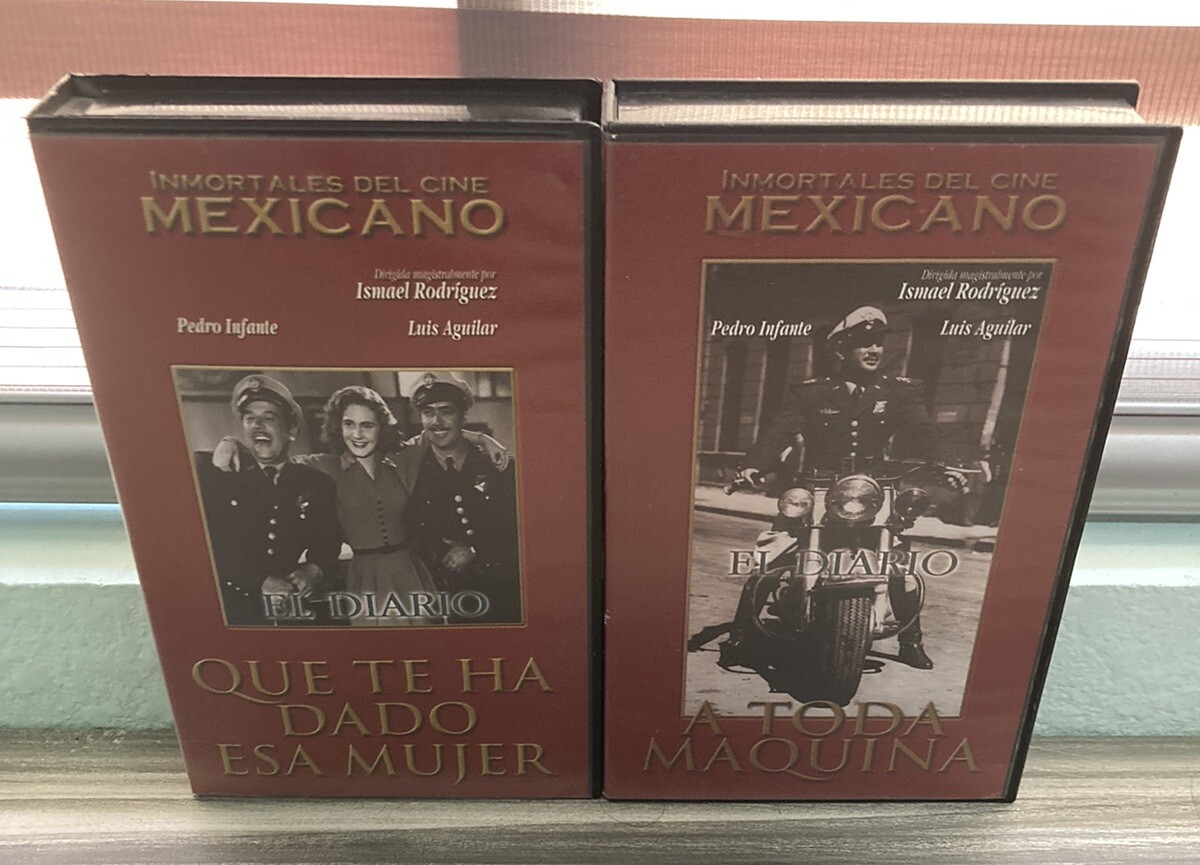 INMORTALES DEL CINE
MEXICANO
Dirigida magistralmente por
Ismael Rodríguez
Pedro Infante Luis Aguilar
EL DIARIO
QUE TE HA
DADO
ESA MUJER
INMORTALES DEL CINE
MEXICANO
Dirigida magistralmente por
Ismael Rodríguez
Pedro Infante Luis Aguilar
EL DIARIO
A TODA
MAQUINA